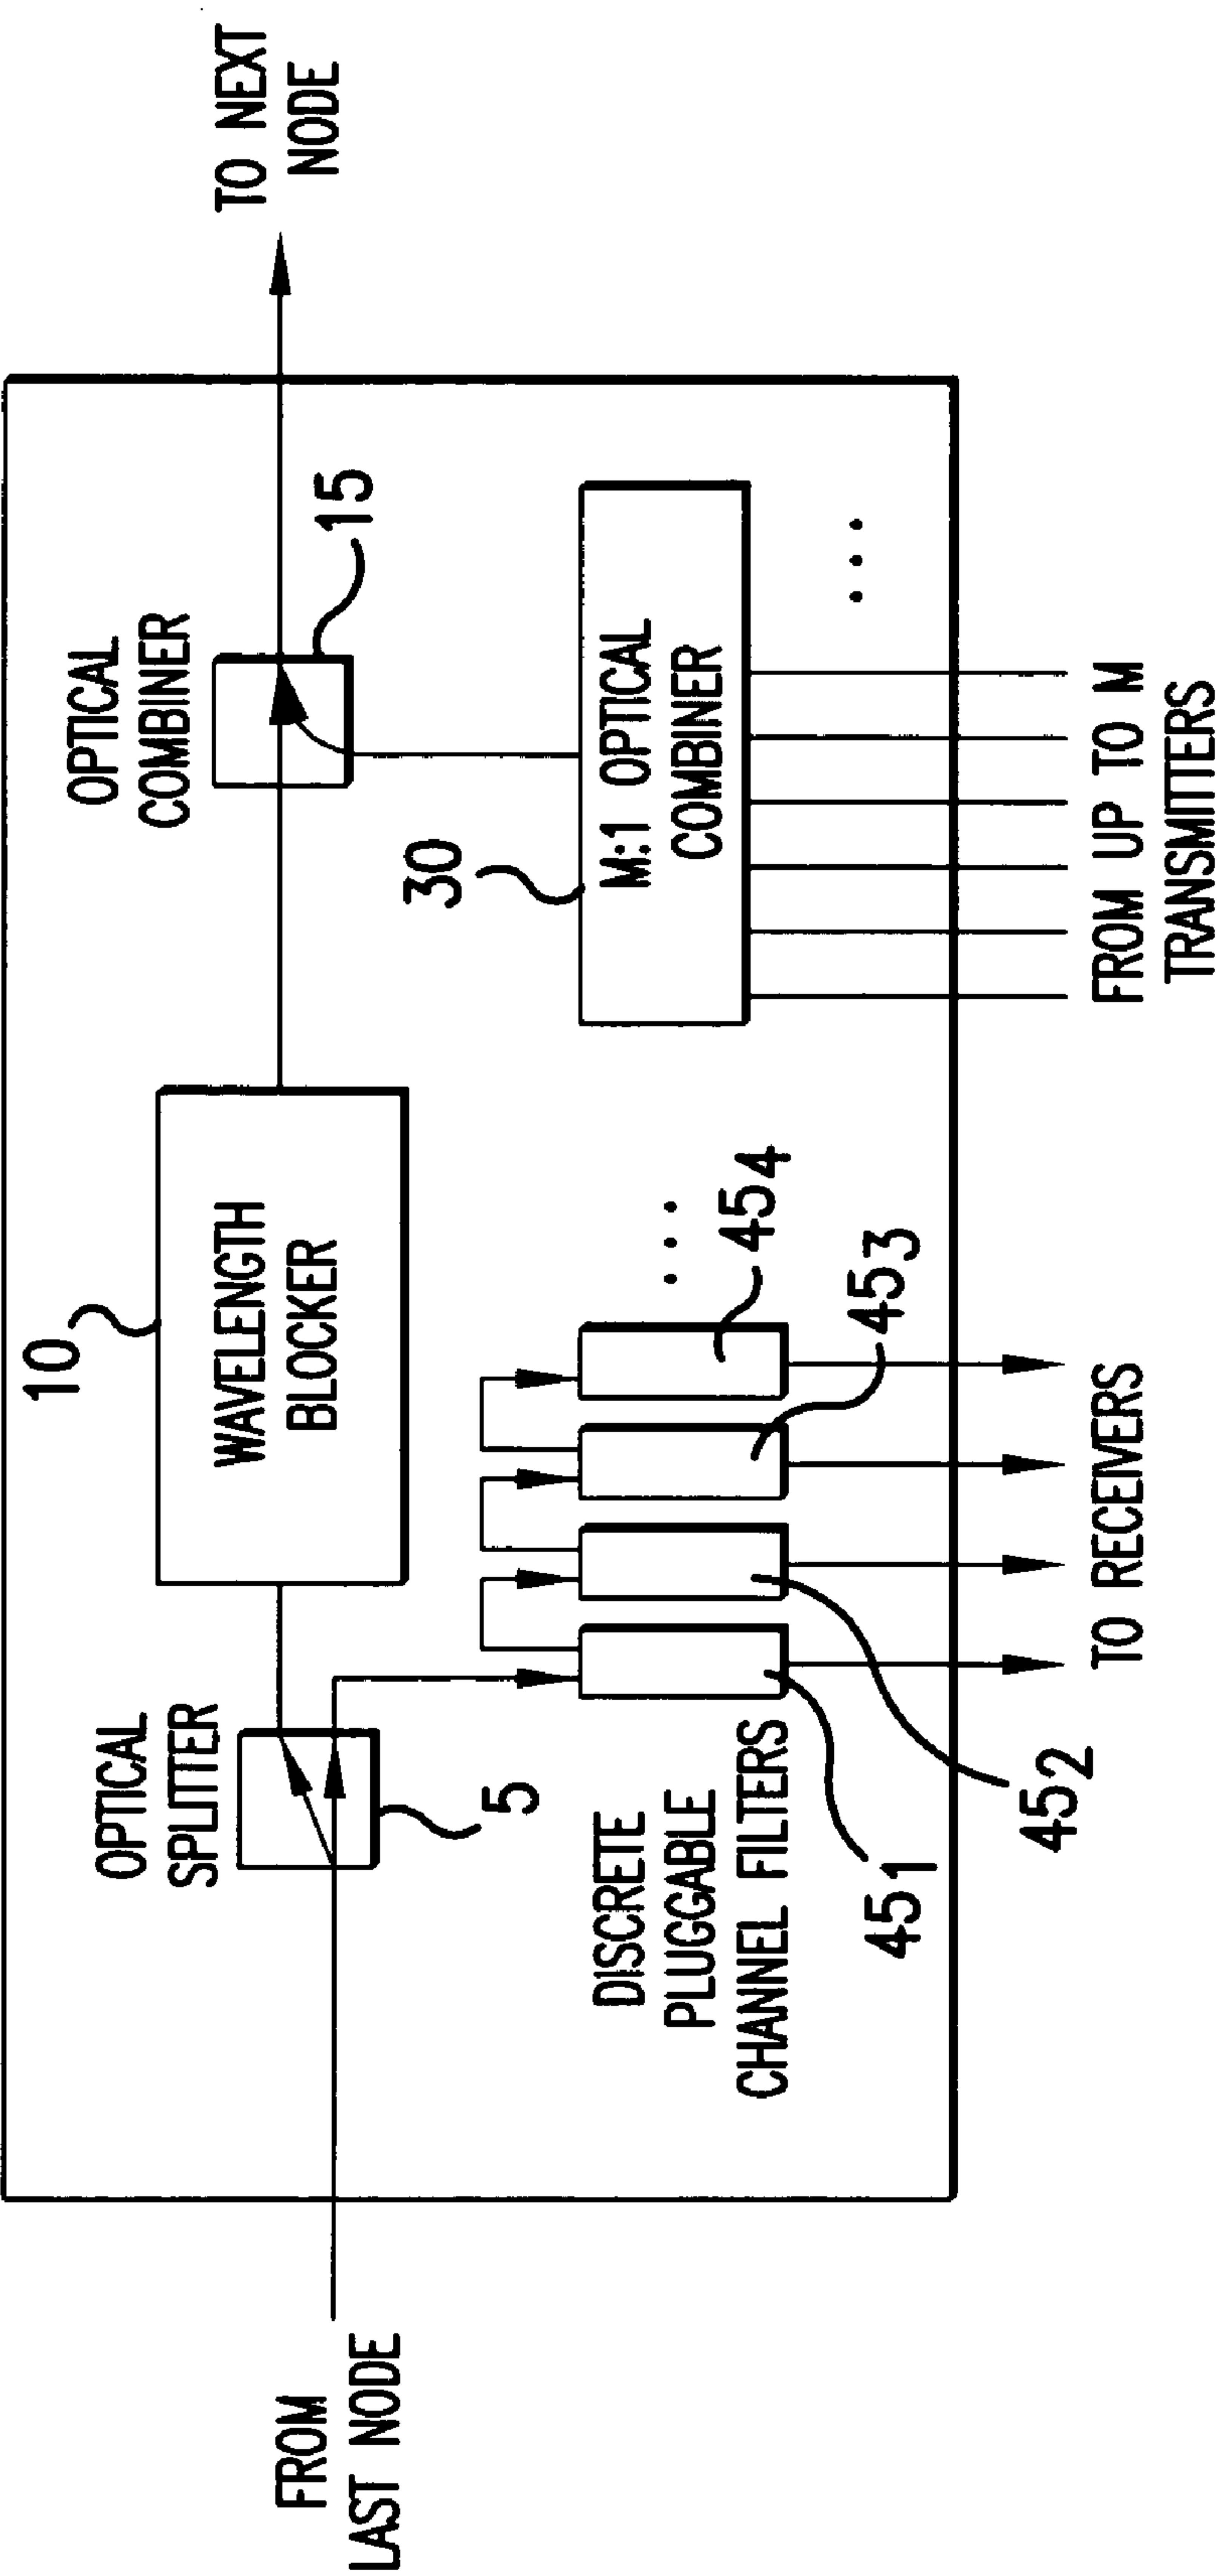 FROM
LAST NODE
OPTICAL
SPLITTER
5
10
WAVELENGTH
BLOCKER
OPTICAL
COMBINER
15
TO NEXT
NODE
DISCRETE
PLUGGABLE
CHANNEL FILTERS
45₁
45₂
45₃
45₄
...
TO RECEIVERS
30
M:1 OPTICAL
COMBINER
...
FROM UP TO M
TRANSMITTERS